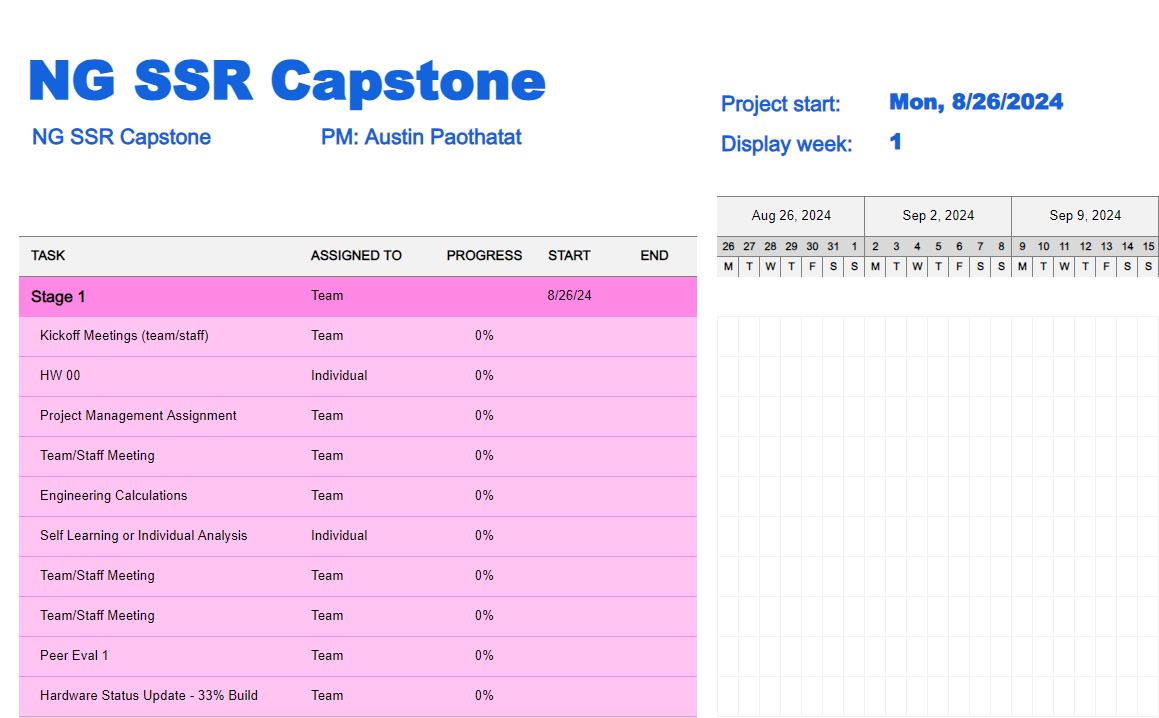 NG SSR Capstone
NG SSR Capstone PM: Austin Paothatat
Project start: Mon, 8/26/2024
Display week: 1
Aug 26, 2024 Sep 2, 2024 Sep 9, 2024
26 27 28 29 30 31 1 2 3 4 5 6 7 8 9 10 11 12 13 14 15
M T W T F S S M T W T F S S M T W T F S S
TASK ASSIGNED TO PROGRESS START END
Stage 1 Team 8/26/24
Kickoff Meetings (team/staff) Team 0%
HW 00 Individual 0%
Project Management Assignment Team 0%
Team/Staff Meeting Team 0%
Engineering Calculations Team 0%
Self Learning or Individual Analysis Individual 0%
Team/Staff Meeting Team 0%
Team/Staff Meeting Team 0%
Peer Eval 1 Team 0%
Hardware Status Update - 33% Build Team 0%